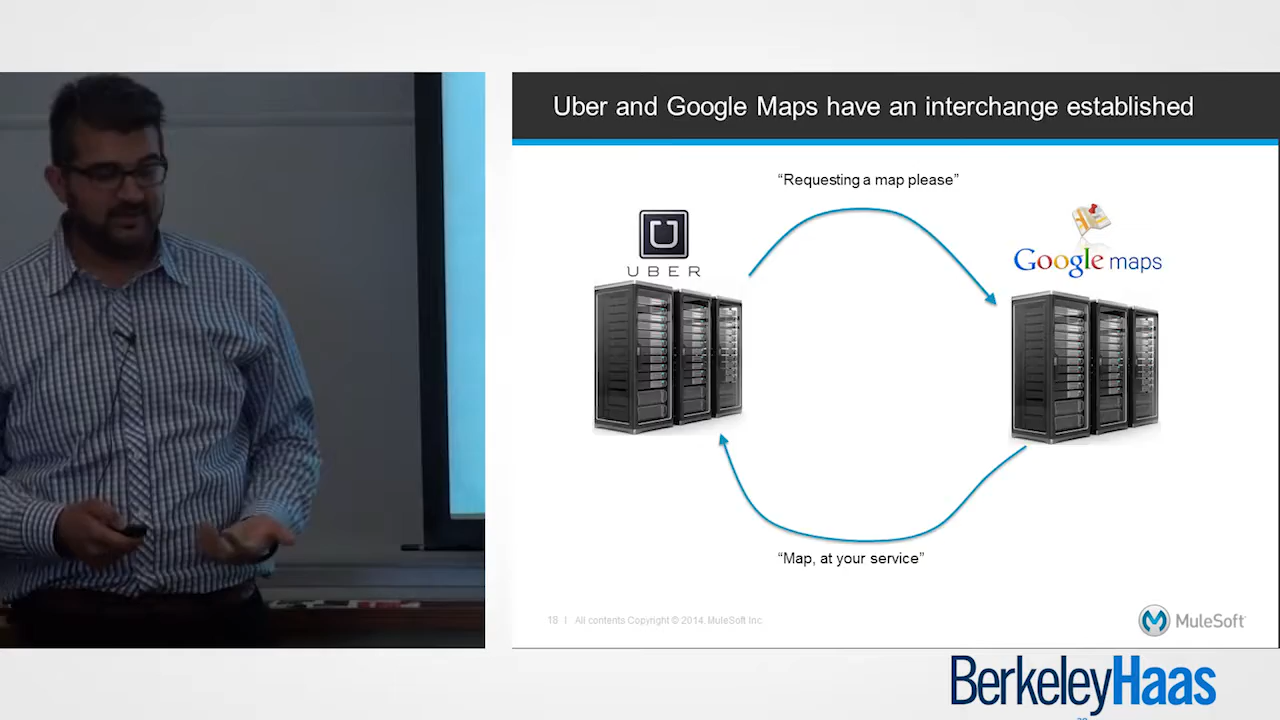 Uber and Google Maps have an interchange established
“Requesting a map please”
UBER
Google maps
“Map, at your service”
18 | All contents Copyright © 2014, MuleSoft Inc
MuleSoft
BerkeleyHaas